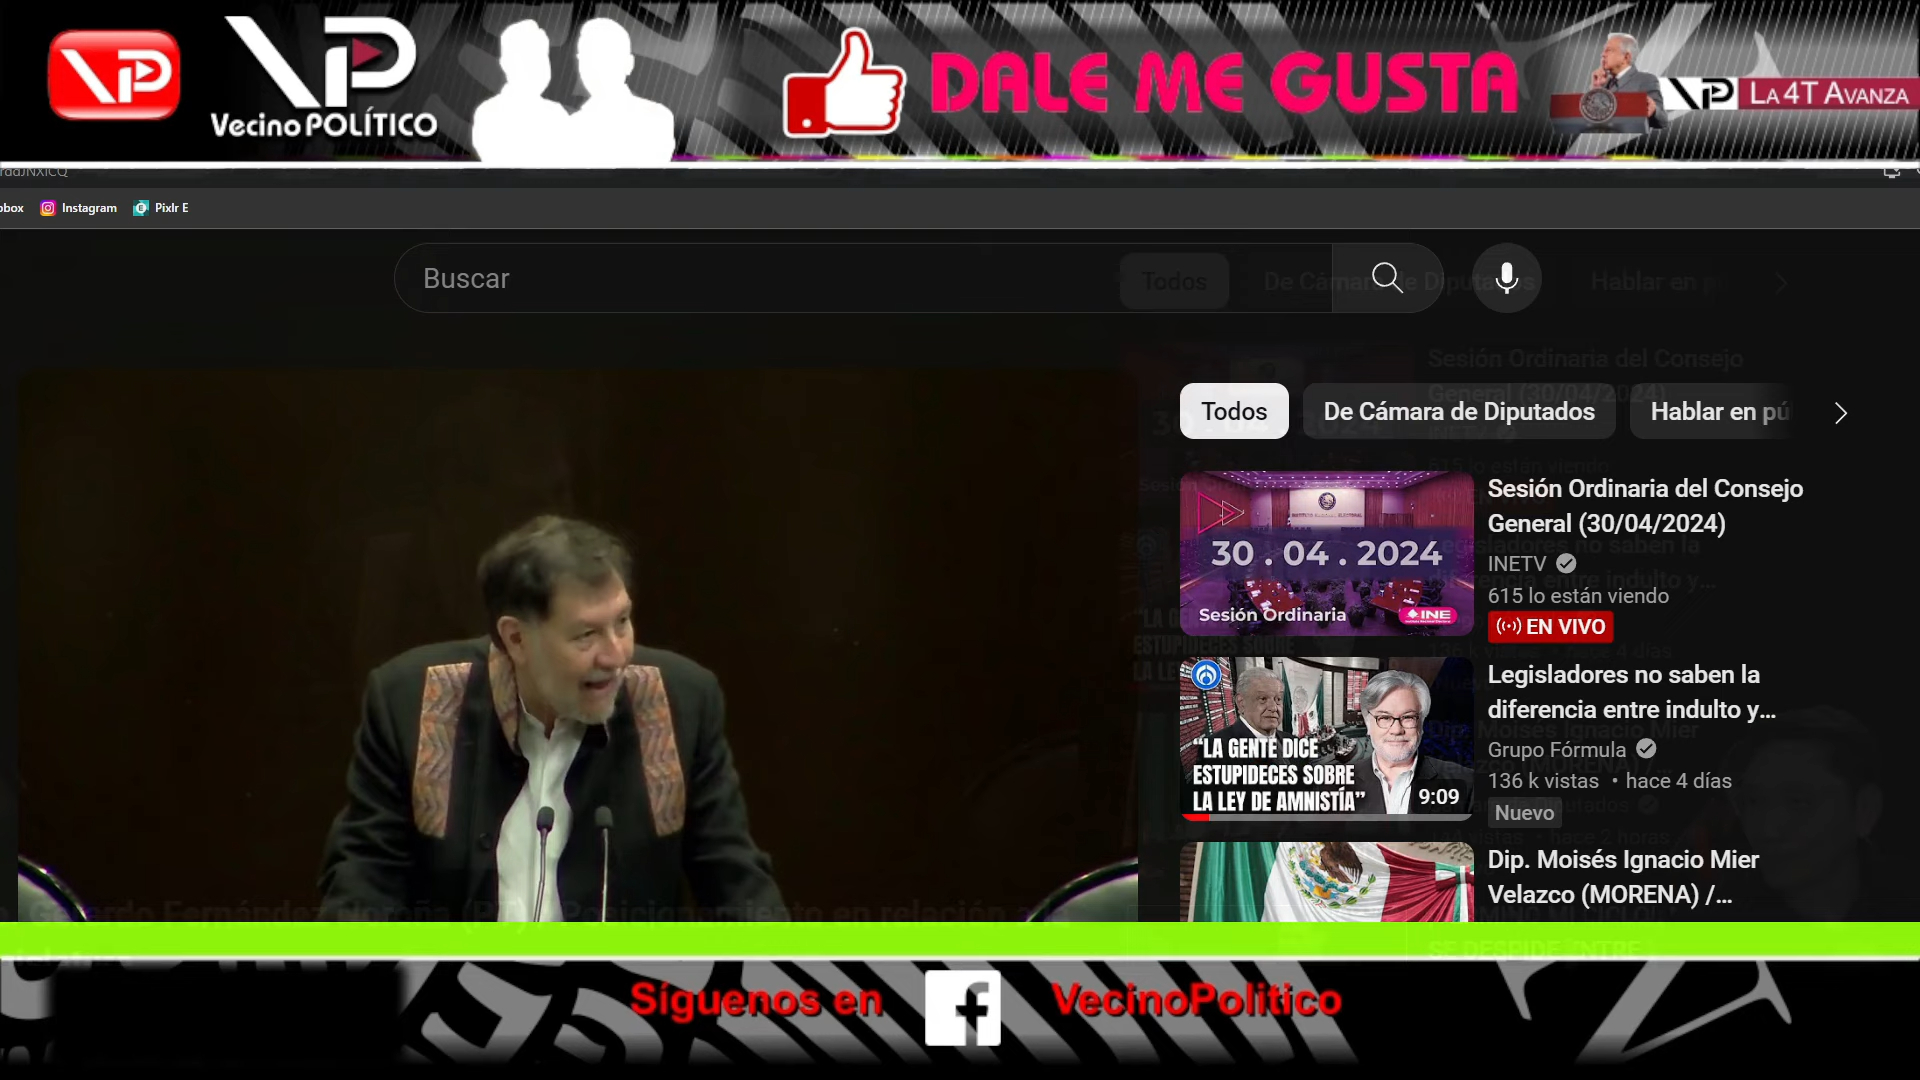 VP
VP
Vecino POLÍTICO
DALE ME GUSTA
VP LA 4T AVANZA
Instagram
Pixlr E
Buscar
Todos
De Cámara de Diputados
Hablar en pú
Sesión Ordinaria del Consejo
General (30/04/2024)
INETV
615 lo están viendo
EN VIVO
30 . 04 . 2024
Sesión Ordinaria
INE
Legisladores no saben la
diferencia entre indulto y...
Grupo Fórmula
136 k vistas • hace 4 días
Nuevo
“LA GENTE DICE
ESTUPIDECES SOBRE
LA LEY DE AMNISTÍA”
9:09
Dip. Moisés Ignacio Mier
Velazco (MORENA) /...
Síguenos en
VecinoPolitico